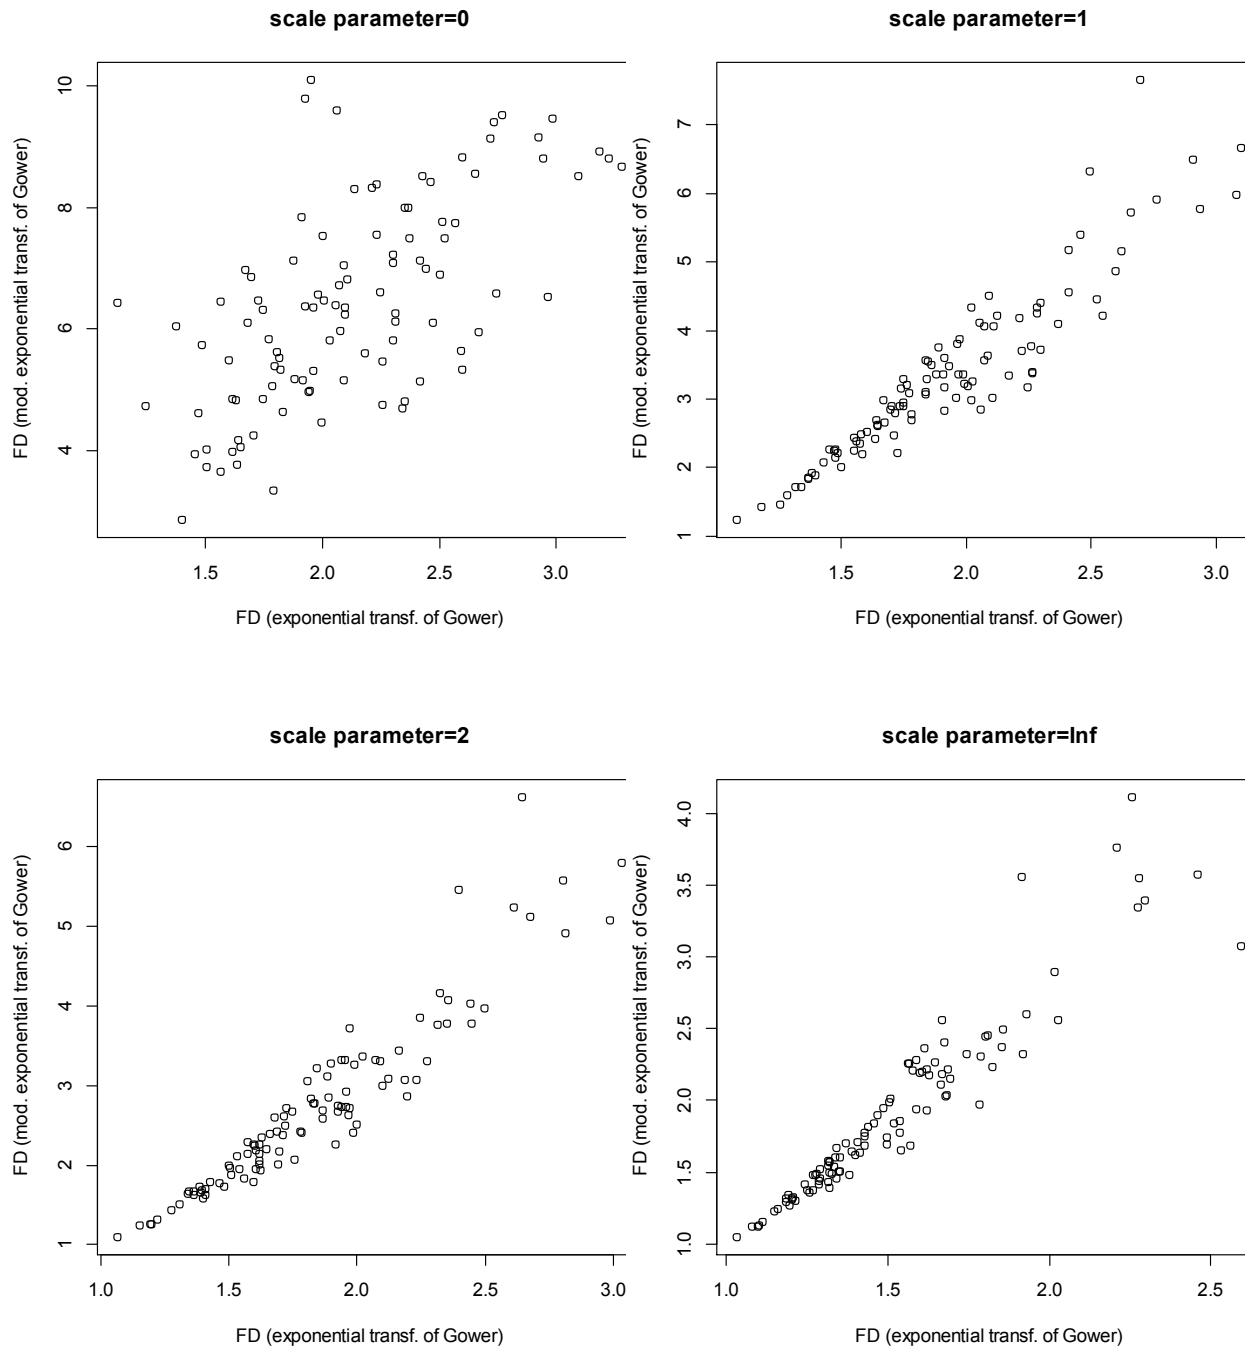 scale parameter=0
FD (mod. exponential transf. of Gower)
10
8
6
4
1.5 2.0 2.5 3.0
FD (exponential transf. of Gower)
scale parameter=1
FD (mod. exponential transf. of Gower)
7
6
5
4
3
2
1
1.5 2.0 2.5 3.0
FD (exponential transf. of Gower)
scale parameter=2
FD (mod. exponential transf. of Gower)
6
5
4
3
2
1
1.0 1.5 2.0 2.5 3.0
FD (exponential transf. of Gower)
scale parameter=Inf
FD (mod. exponential transf. of Gower)
4.0
3.5
3.0
2.5
2.0
1.5
1.0
1.0 1.5 2.0 2.5
FD (exponential transf. of Gower)